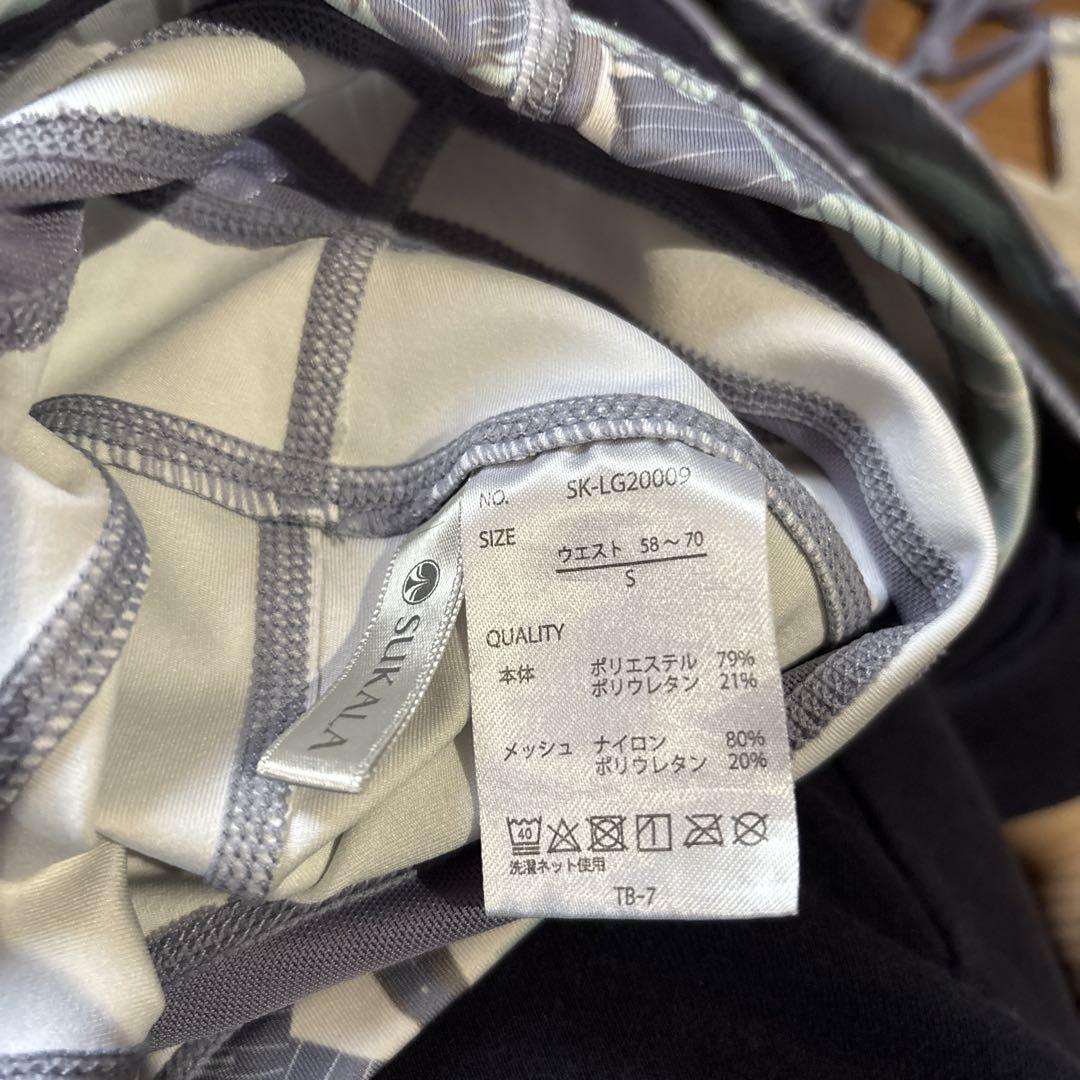 NO. SK-LG20009
SIZE
ウエスト 58～70
S
QUALITY
本体 ポリエステル 79%
ポリウレタン 21%
メッシュ ナイロン 80%
ポリウレタン 20%
40
洗濯ネット使用
TB-7
SUKALA